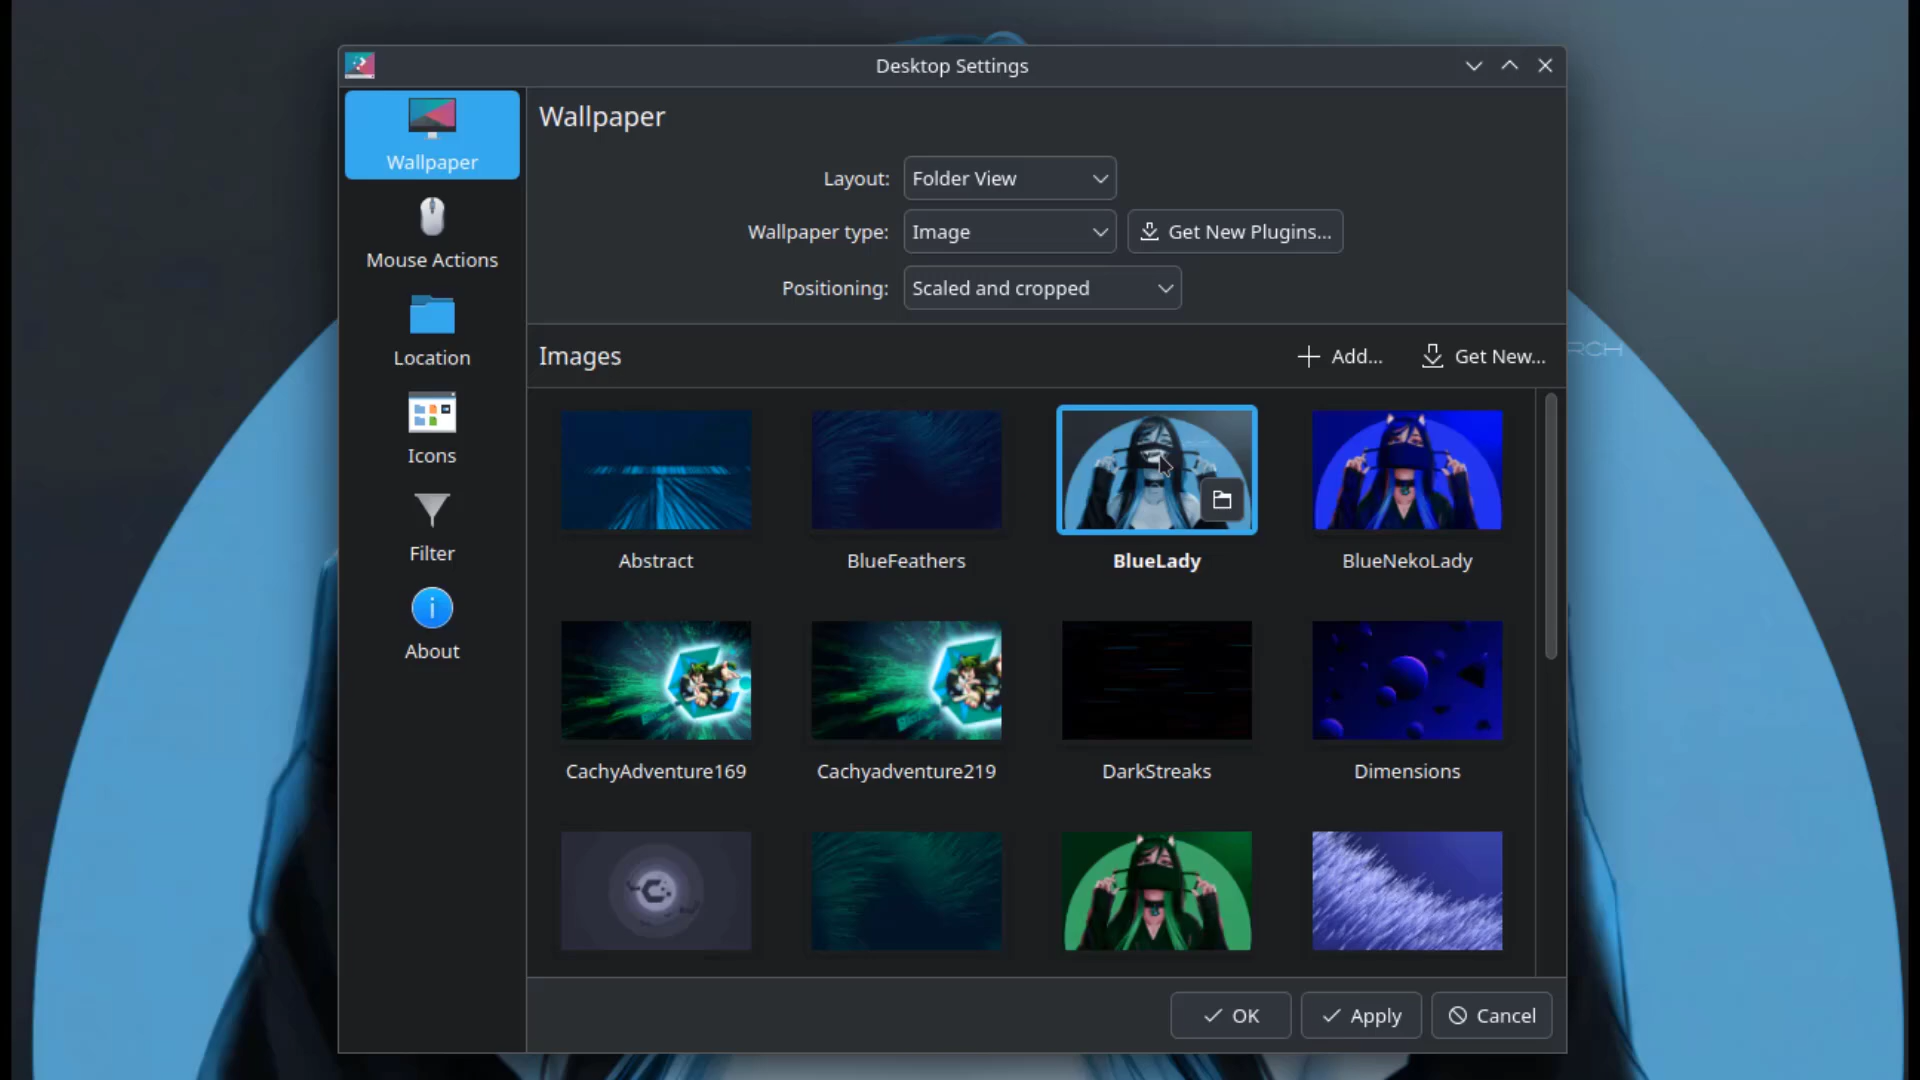 Desktop Settings
Wallpaper
Mouse Actions
Location
Icons
Filter
About
Wallpaper
Layout: Folder View
Wallpaper type: Image Get New Plugins...
Positioning: Scaled and cropped
Images Add... Get New...
Abstract BlueFeathers BlueLady BlueNekoLady
CachyAdventure169 Cachyadventure219 DarkStreaks Dimensions
OK Apply Cancel
RCH